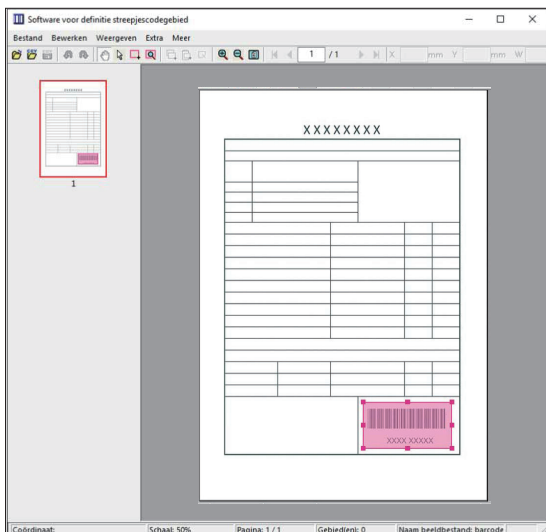 Software voor definitie streepjescodegebied
Bestand Bewerken Weergeven Extra Meer
1 / 1 X mm Y mm W
XXXXXXXX
1
XXXX XXXXX
Coördinaat: Schaal: 50% Pagina: 1 / 1 Gebied(en): 0 Naam beeldbestand: barcode